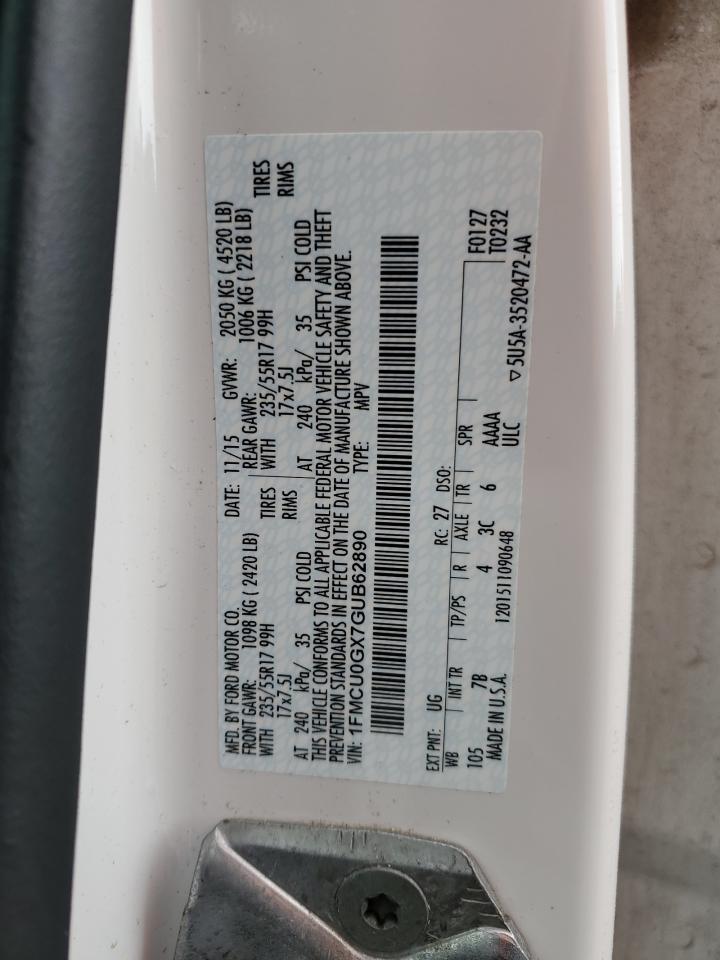 MFD. BY FORD MOTOR CO. DATE: 11/15 GVWR: 2050 KG ( 4520 LB)
FRONT GAWR: 1098 KG ( 2420 LB) REAR GAWR: 1006 KG ( 2218 LB)
WITH 235/55R17 99H TIRES WITH 235/55R17 99H TIRES
17x7.5J RIMS 17x7.5J RIMS
AT 240 kPa/ 35 PSI COLD AT 240 kPa/ 35 PSI COLD
THIS VEHICLE CONFORMS TO ALL APPLICABLE FEDERAL MOTOR VEHICLE SAFETY AND THEFT
PREVENTION STANDARDS IN EFFECT ON THE DATE OF MANUFACTURE SHOWN ABOVE.
VIN: 1FMCU0GX7GUB62890 TYPE: MPV
F0127
EXT PNT: UG RC: 27 DSO: T0232
WB INT TR TP/PS R AXLE TR SPR
105 7B 4 3C 6 AAAA
MADE IN U.S.A. 1201511090648 ULC ▽5U5A-3520472-AA